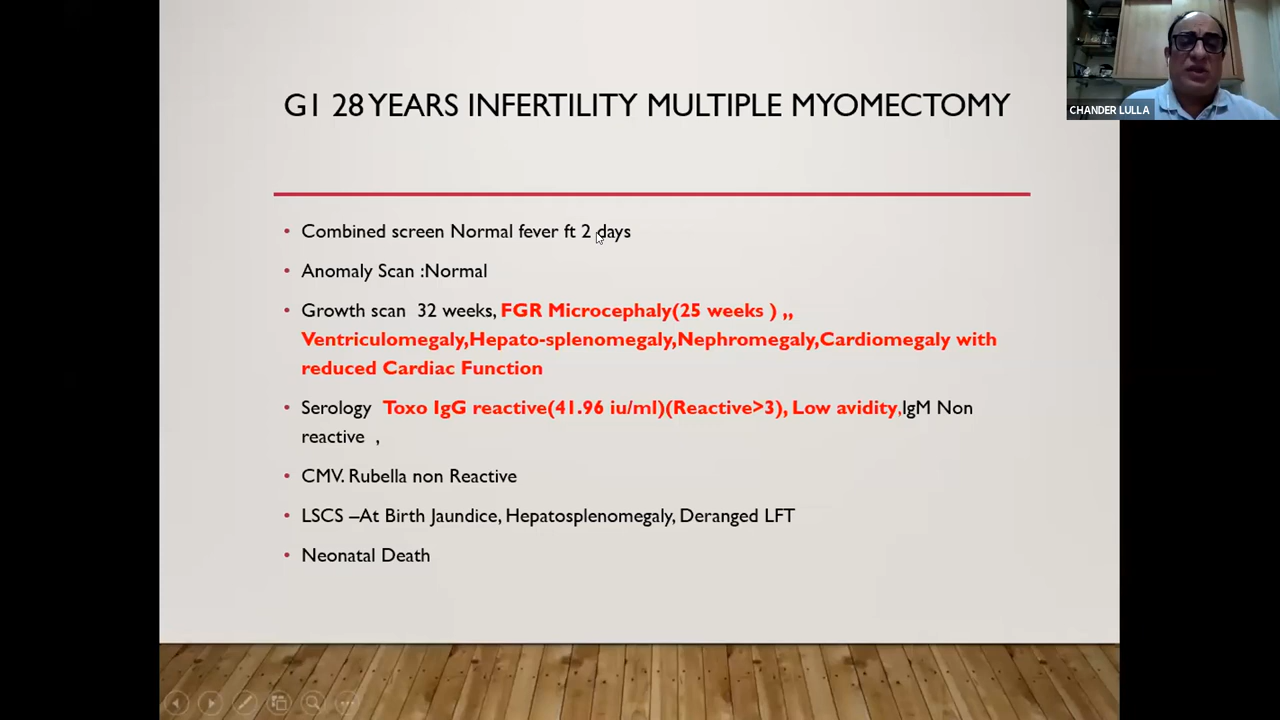 G1 28 YEARS INFERTILITY MULTIPLE MYOMECTOMY
CHANDER LULLA
• Combined screen Normal fever ft 2 days
• Anomaly Scan :Normal
• Growth scan 32 weeks, FGR Microcephaly(25 weeks ) ,,
Ventriculomegaly,Hepato-splenomegaly,Nephromegaly,Cardiomegaly with
reduced Cardiac Function
• Serology Toxo IgG reactive(41.96 iu/ml)(Reactive>3), Low avidity,IgM Non
reactive ,
• CMV. Rubella non Reactive
• LSCS –At Birth Jaundice, Hepatosplenomegaly, Deranged LFT
• Neonatal Death